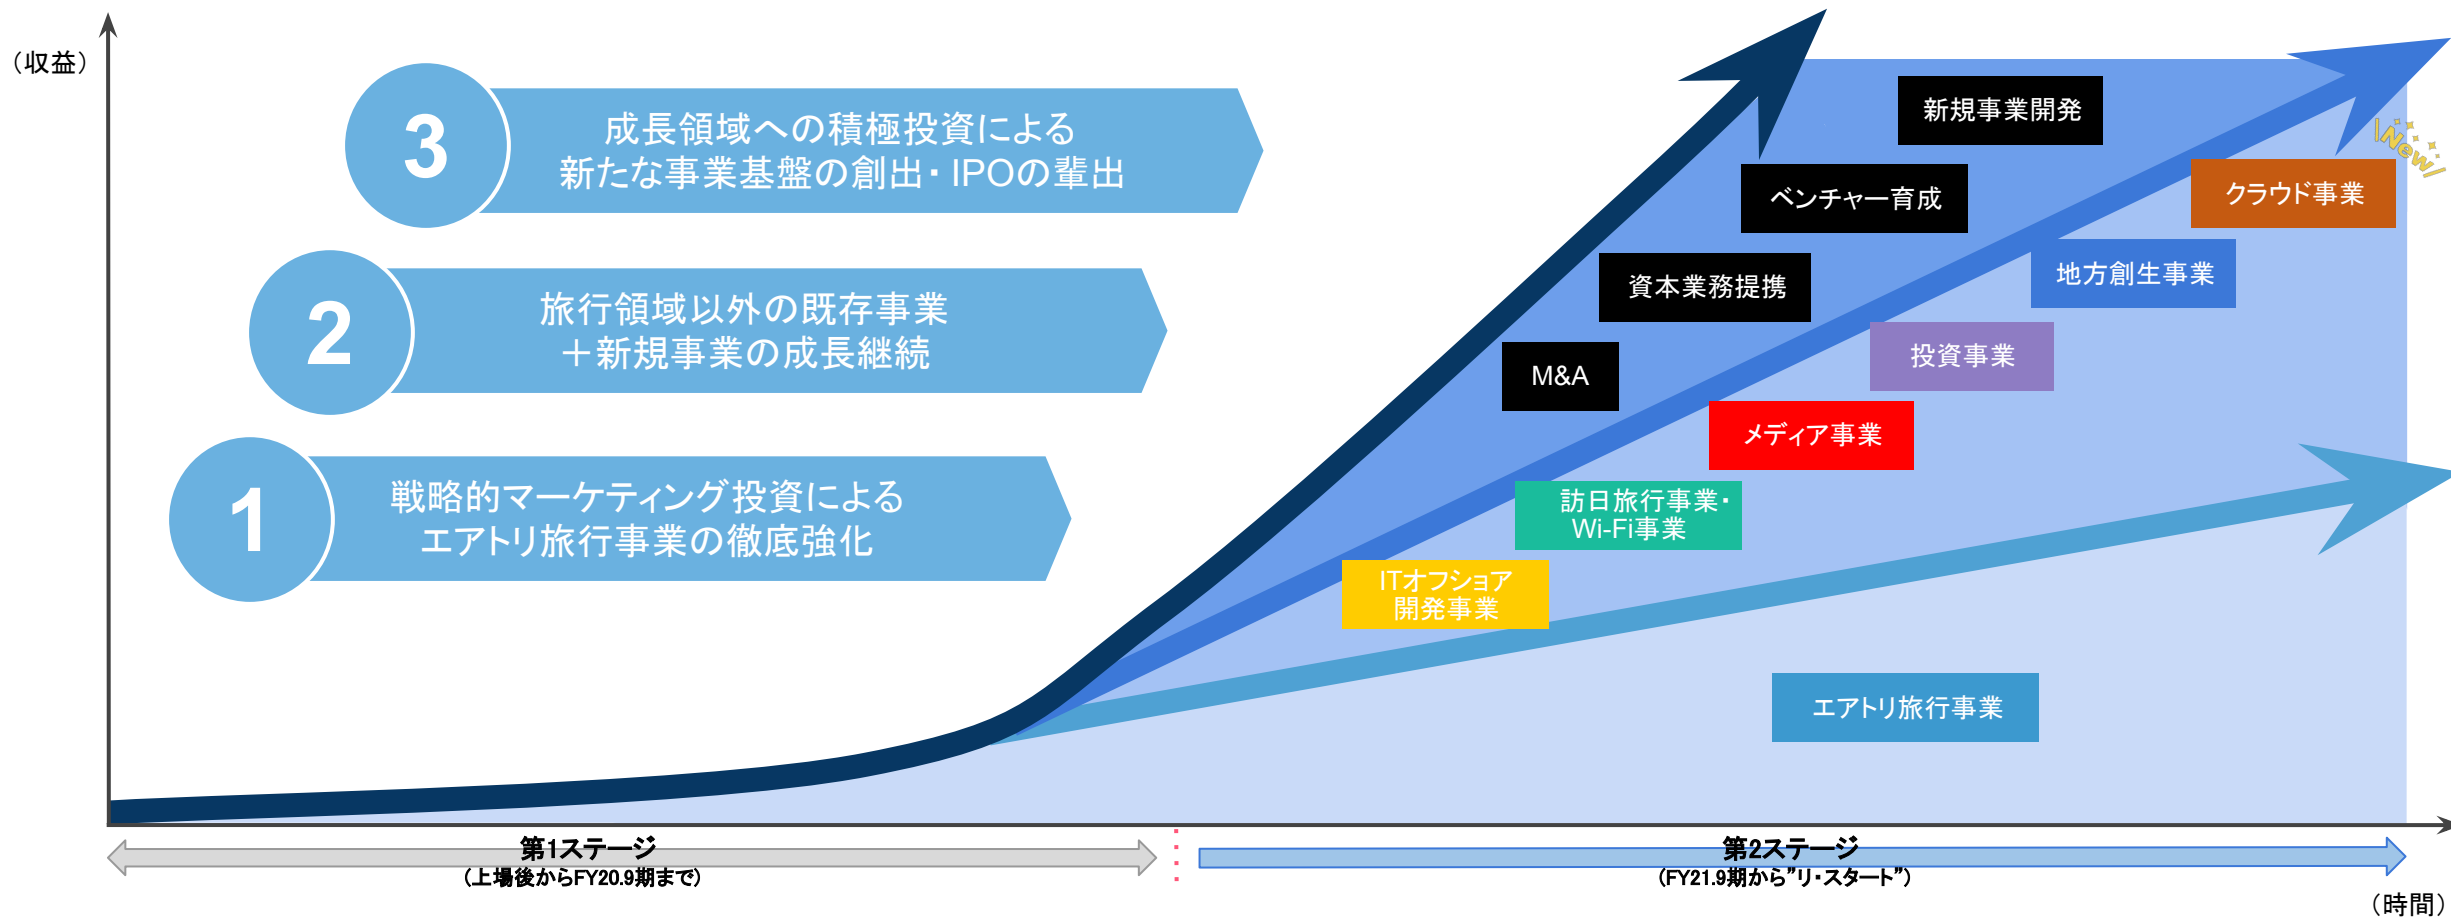 （収益）
3
成長領域への積極投資による
新たな事業基盤の創出・IPOの輩出
2
旅行領域以外の既存事業
＋新規事業の成長継続
1
戦略的マーケティング投資による
エアトリ旅行事業の徹底強化
新規事業開発
ベンチャー育成
資本業務提携
M&A
New
クラウド事業
地方創生事業
投資事業
メディア事業
訪日旅行事業・
Wi-Fi事業
ITオフショア
開発事業
エアトリ旅行事業
第1ステージ
（上場後からFY20.9期まで）
第2ステージ
（FY21.9期から”リ・スタート”）
（時間）